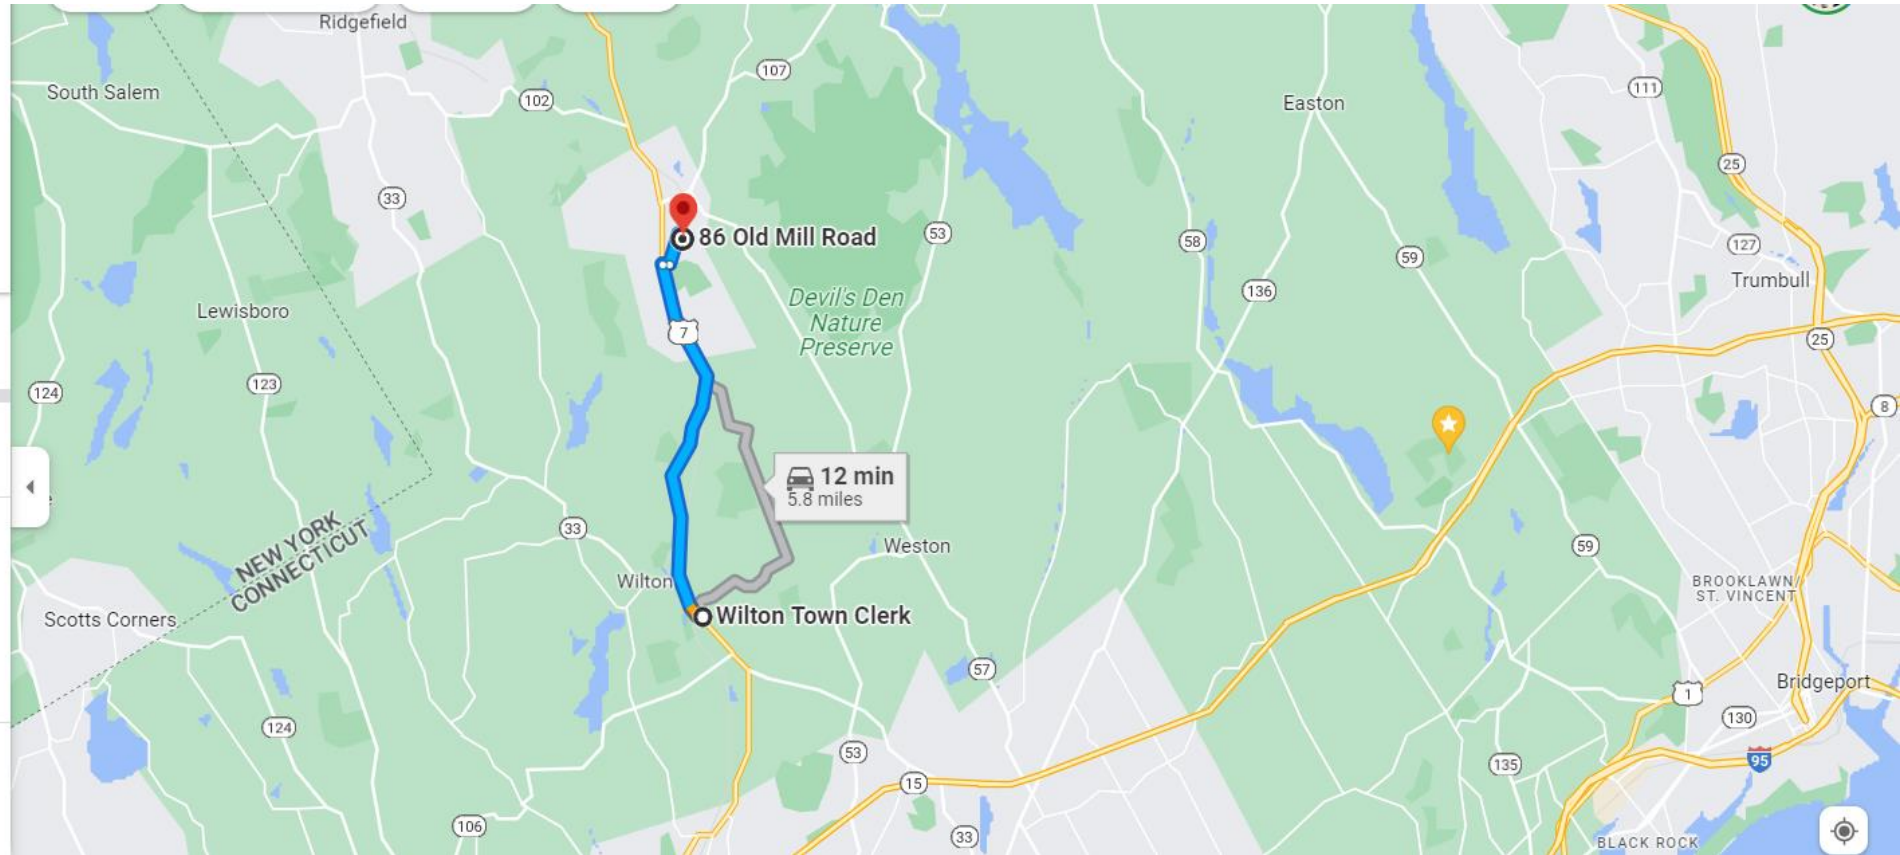 Ridgefield
107
South Salem
102
111
Easton
25
33
86 Old Mill Road
53
58
59
127
Trumbull
136
Devil's Den
Nature
Preserve
Lewisboro
7
25
124
123
8
12 min
5.8 miles
33
NEW YORK
CONNECTICUT
Weston
59
Wilton
BROOKLAWN/
ST. VINCENT
Scotts Corners
Wilton Town Clerk
57
Bridgeport
1
130
124
53
135
95
15
106
33
BLACK ROCK